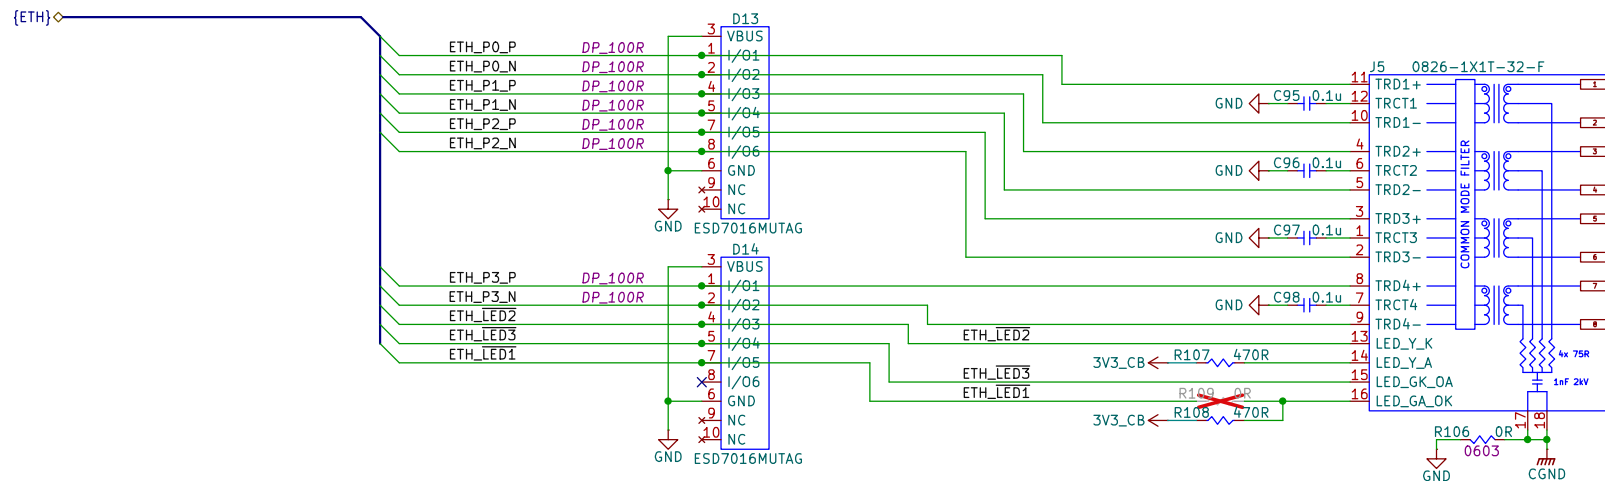 {ETH}
D13
3 VBUS
ETH_P0_P DP_100R 1 I/O1
ETH_P0_N DP_100R 2 I/O2
ETH_P1_P DP_100R 4 I/O3
ETH_P1_N DP_100R 5 I/O4
ETH_P2_P DP_100R 7 I/O5
ETH_P2_N DP_100R 8 I/O6
6 GND
9 NC
10 NC
GND
ESD7016MUTAG
D14
3 VBUS
ETH_P3_P DP_100R 1 I/O1
ETH_P3_N DP_100R 2 I/O2
ETH_LED2 4 I/O3
ETH_LED3 5 I/O4
ETH_LED1 7 I/O5
8 I/O6
6 GND
9 NC
10 NC
GND
ESD7016MUTAG
J5 0826-1X1T-32-F
11 TRD1+
GND C95 0.1u 12 TRCT1
10 TRD1-
4 TRD2+
GND C96 0.1u 6 TRCT2
5 TRD2-
3 TRD3+
GND C97 0.1u 1 TRCT3
2 TRD3-
8 TRD4+
GND C98 0.1u 7 TRCT4
9 TRD4-
ETH_LED2 13 LED_Y_K
3V3_CB R107 470R 14 LED_Y_A
ETH_LED3 15 LED_GK_OA
ETH_LED1 R109 0R 16 LED_GA_OK
3V3_CB R108 470R
COMMON MODE FILTER
1
2
3
4
5
6
7
8
4x 75R
1nF 2kV
17 18
R106 0R
0603
GND
CGND